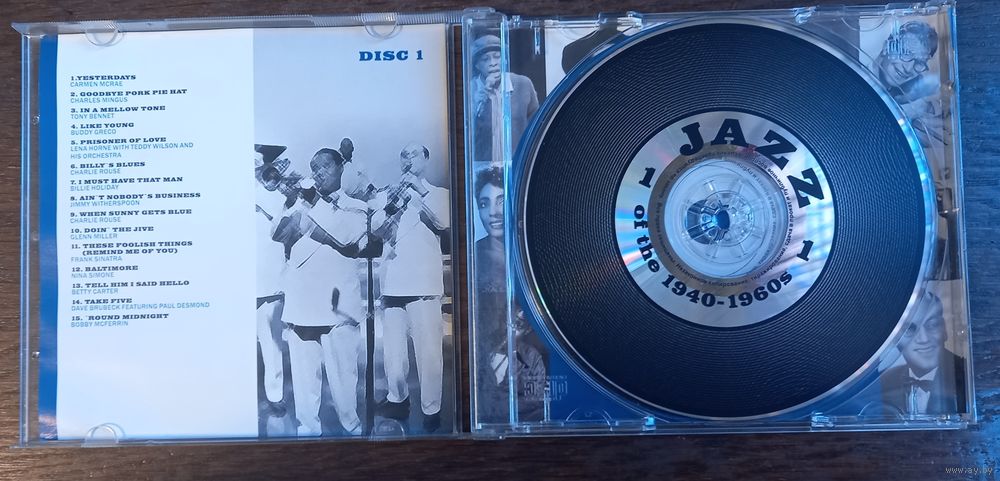 DISC 1
1.YESTERDAYS
CARMEN MCRAE
2. GOODBYE PORK PIE HAT
CHARLES MINGUS
3. IN A MELLOW TONE
TONY BENNET
4. LIKE YOUNG
BUDDY GRECO
5. PRISONER OF LOVE
LENA HORNE WITH TEDDY WILSON AND
HIS ORCHESTRA
6. BILLY`S BLUES
CHARLIE ROUSE
7. I MUST HAVE THAT MAN
BILLIE HOLIDAY
8. AIN`T NOBODY`S BUSINESS
JIMMY WITHERSPOON
9. WHEN SUNNY GETS BLUE
CHARLIE ROUSE
10. DOIN` THE JIVE
GLENN MILLER
11. THESE FOOLISH THINGS
(REMIND ME OF YOU)
FRANK SINATRA
12. BALTIMORE
NINA SIMONE
13. TELL HIM I SAID HELLO
BETTY CARTER
14. TAKE FIVE
DAVE BRUBECK FEATURING PAUL DESMOND
15. `ROUND MIDNIGHT
BOBBY MCFERRIN
1 JAZZ 1
of the 1940-1960s
www.ay.by